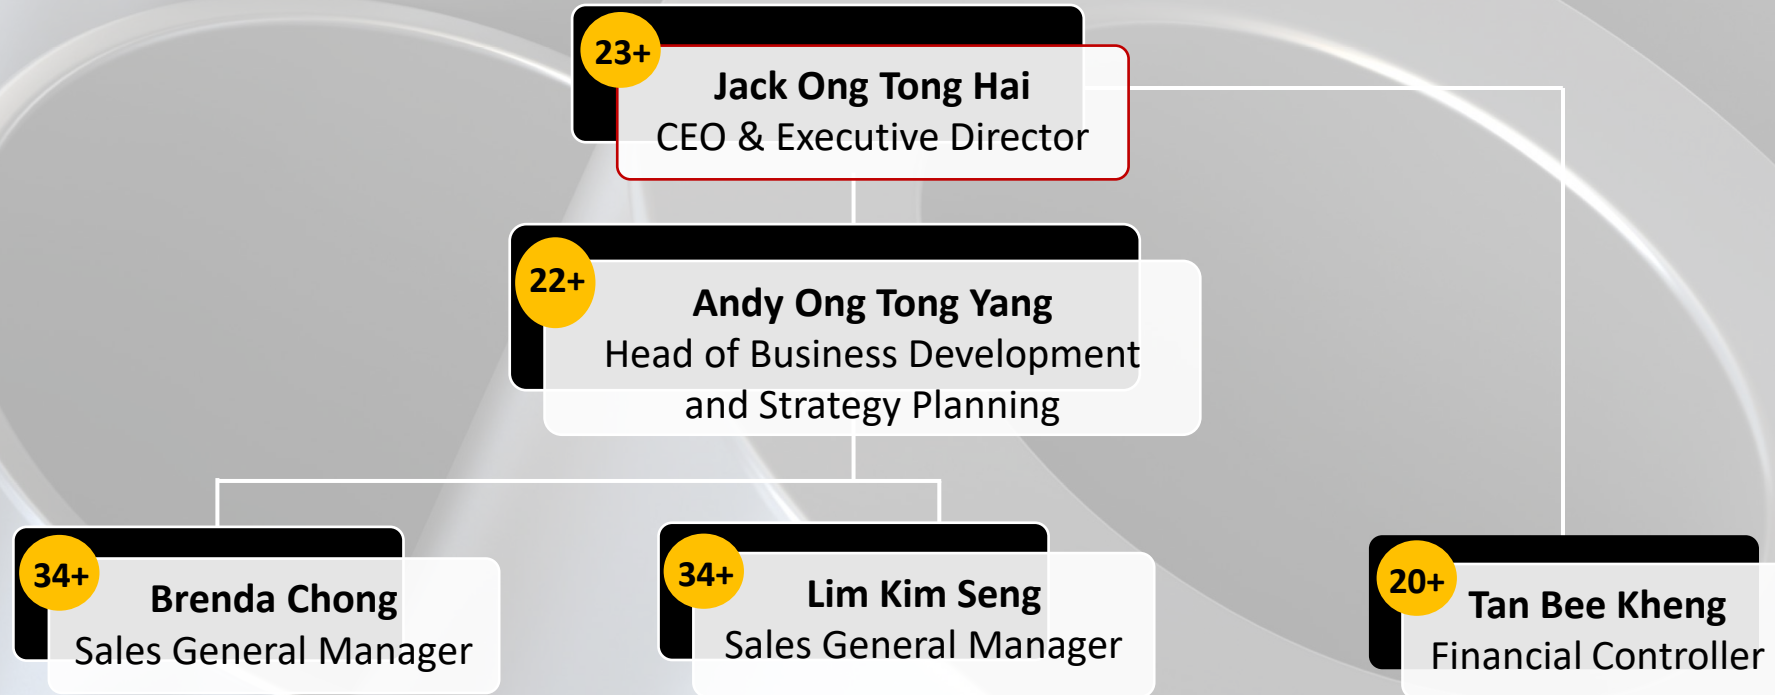 23+
Jack Ong Tong Hai
CEO & Executive Director
22+
Andy Ong Tong Yang
Head of Business Development
and Strategy Planning
34+
Brenda Chong
Sales General Manager
34+
Lim Kim Seng
Sales General Manager
20+
Tan Bee Kheng
Financial Controller